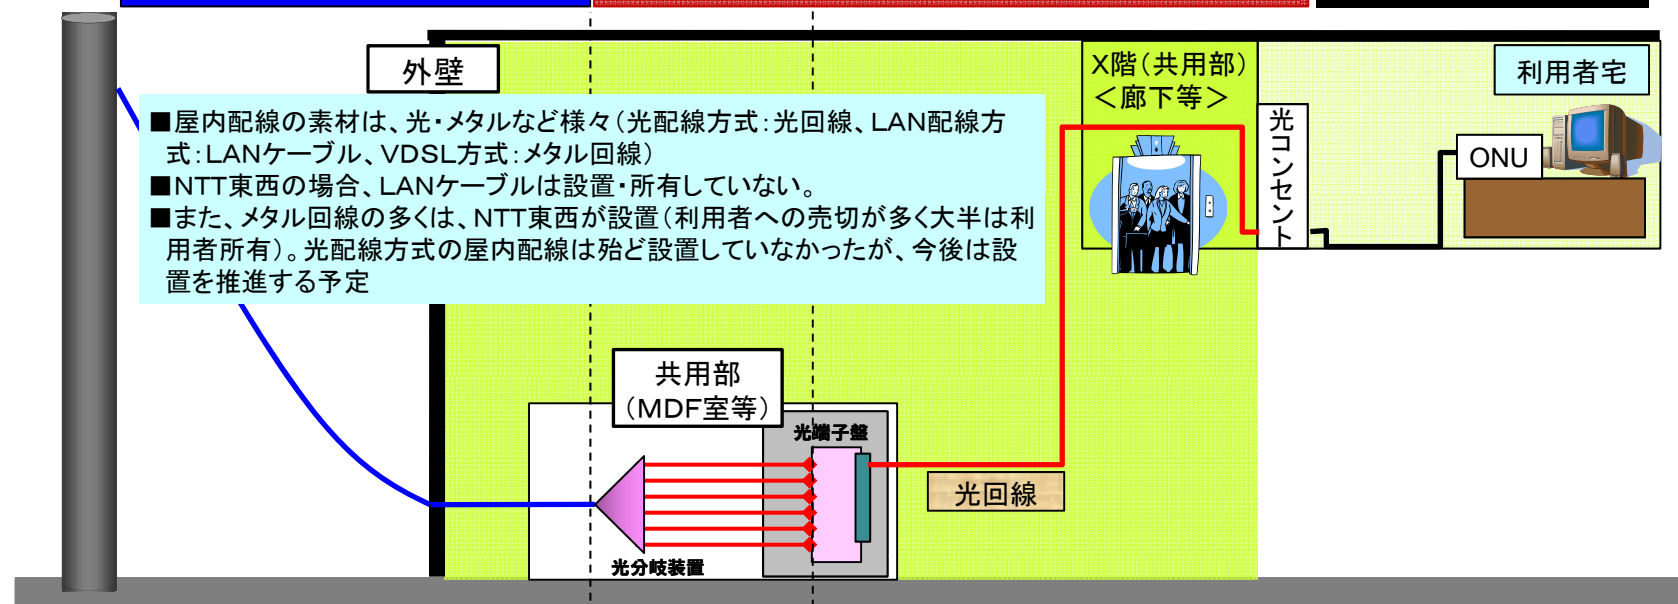 外壁
X階(共用部)
<廊下等>
利用者宅
■屋内配線の素材は、光・メタルなど様々(光配線方式:光回線、LAN配線方
式:LANケーブル、VDSL方式:メタル回線)
■NTT東西の場合、LANケーブルは設置・所有していない。
■また、メタル回線の多くは、NTT東西が設置(利用者への売切が多く大半は利
用者所有)。光配線方式の屋内配線は殆ど設置していなかったが、今後は設
置を推進する予定
光コンセント
ONU
共用部
(MDF室等)
光端子盤
光回線
光分岐装置